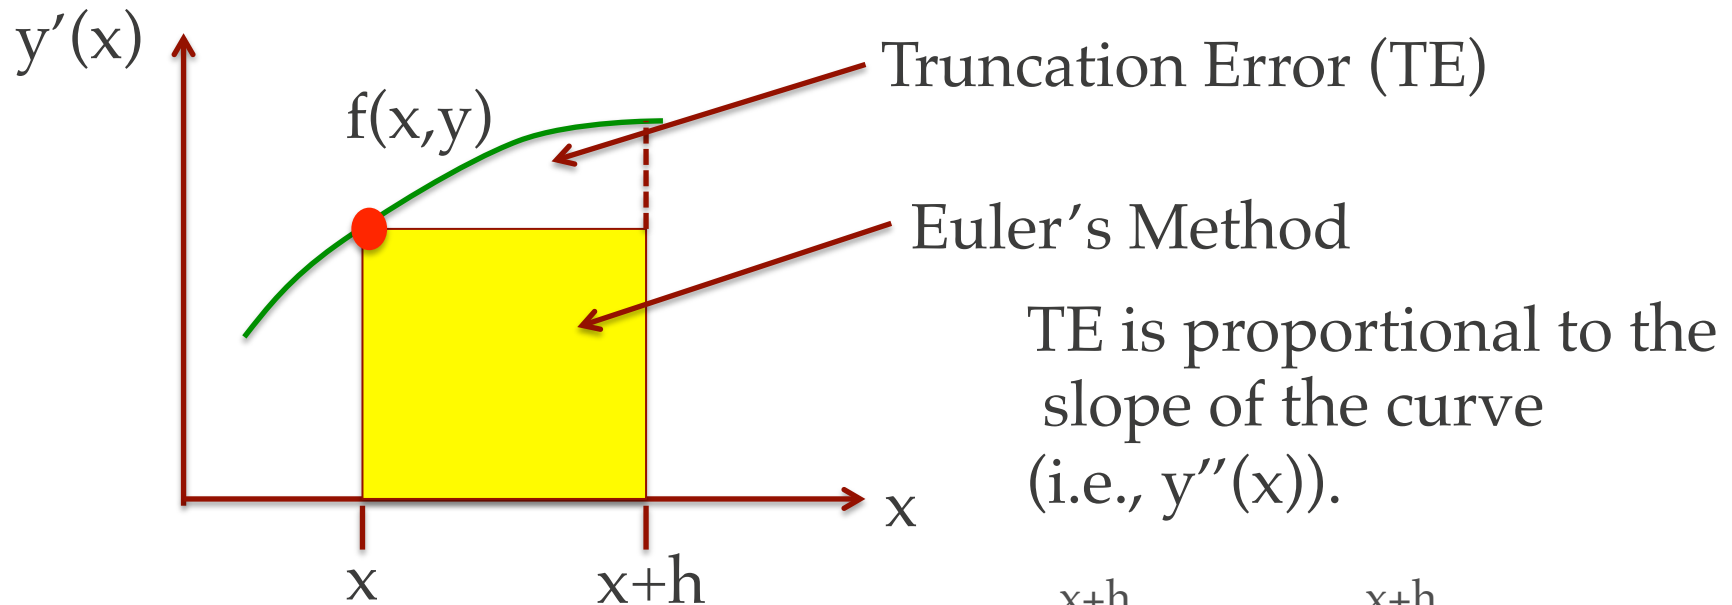 y′(x)
f(x,y)
Truncation Error (TE)
Euler’s Method
TE is proportional to the
slope of the curve
(i.e., y′′(x)).
x
x x+h
x+h x+h